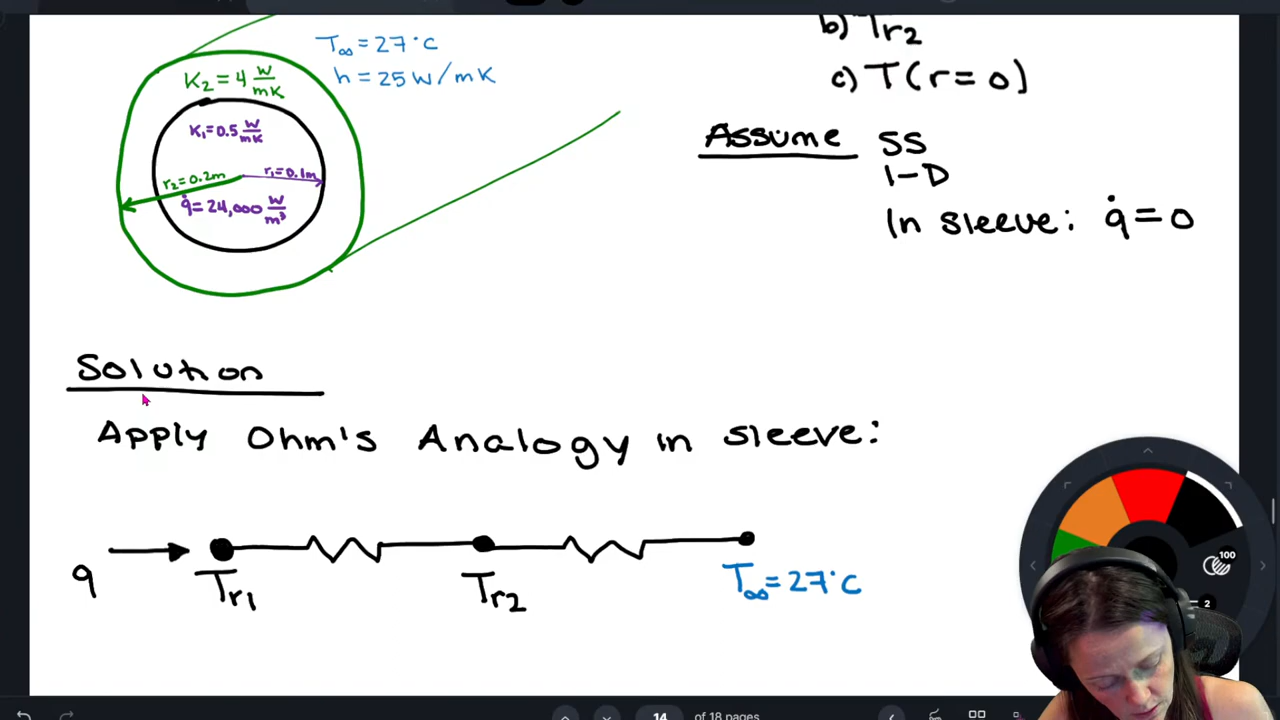 b) Tr2
T∞ = 27°C
K2 = 4 W/mK
h = 25 W/mK
c) T(r=0)
K1=0.5 W/mK
Assume SS
r2=0.2m
r1=0.1m
1-D
q̇=24,000 W/m³
In sleeve: q̇=0
Solution
Apply Ohm's Analogy in sleeve:
q
Tr1
Tr2
T∞=27°C
100
2
14 of 18 pages